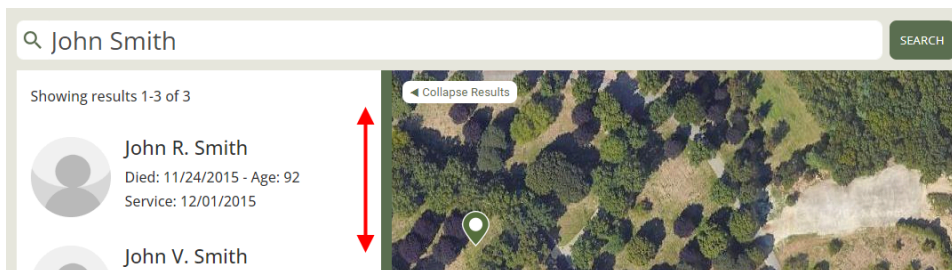 John Smith
SEARCH
Showing results 1-3 of 3
◀ Collapse Results
John R. Smith
Died: 11/24/2015 - Age: 92
Service: 12/01/2015
John V. Smith